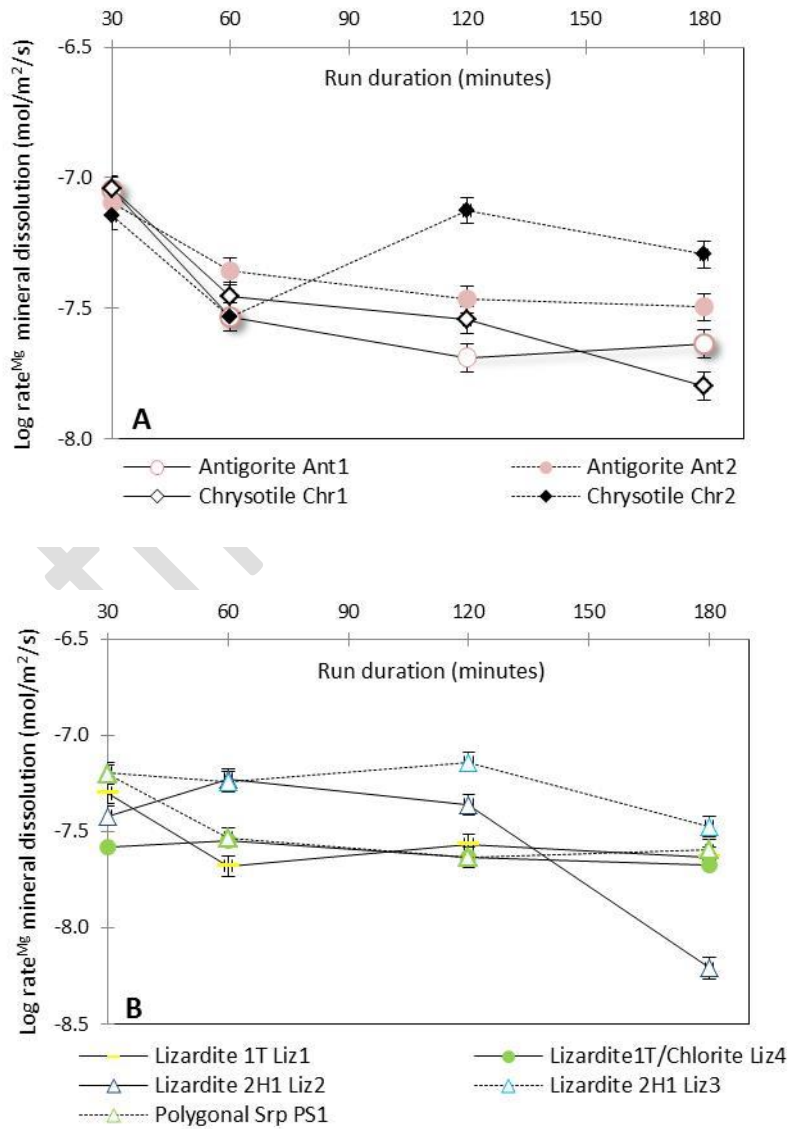 30 60 90 120 150 180
-6.5
Run duration (minutes)
-7.0
-7.5
-8.0
Log rateᴹᵍ mineral dissolution (mol/m²/s)
A
Antigorite Ant1 Antigorite Ant2
Chrysotile Chr1 Chrysotile Chr2
30 60 90 120 150 180
-6.5
Run duration (minutes)
-7.0
-7.5
-8.0
-8.5
Log rateᴹᵍ mineral dissolution (mol/m²/s)
B
Lizardite 1T Liz1 Lizardite1T/Chlorite Liz4
Lizardite 2H1 Liz2 Lizardite 2H1 Liz3
Polygonal Srp PS1